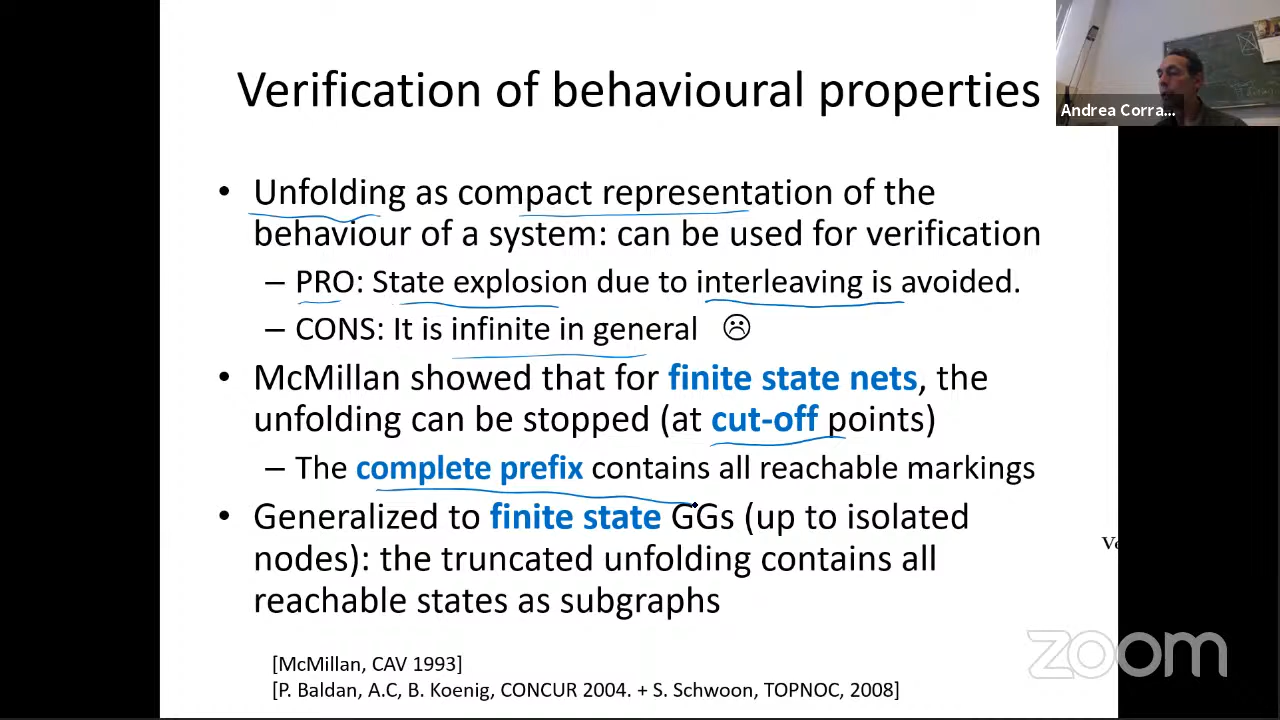 Verification of behavioural properties
Andrea Corra...
• Unfolding as compact representation of the
behaviour of a system: can be used for verification
– PRO: State explosion due to interleaving is avoided.
– CONS: It is infinite in general ☹
• McMillan showed that for finite state nets, the
unfolding can be stopped (at cut-off points)
– The complete prefix contains all reachable markings
• Generalized to finite state GGs (up to isolated
nodes): the truncated unfolding contains all
reachable states as subgraphs
[McMillan, CAV 1993]
[P. Baldan, A.C, B. Koenig, CONCUR 2004. + S. Schwoon, TOPNOC, 2008]
zoom